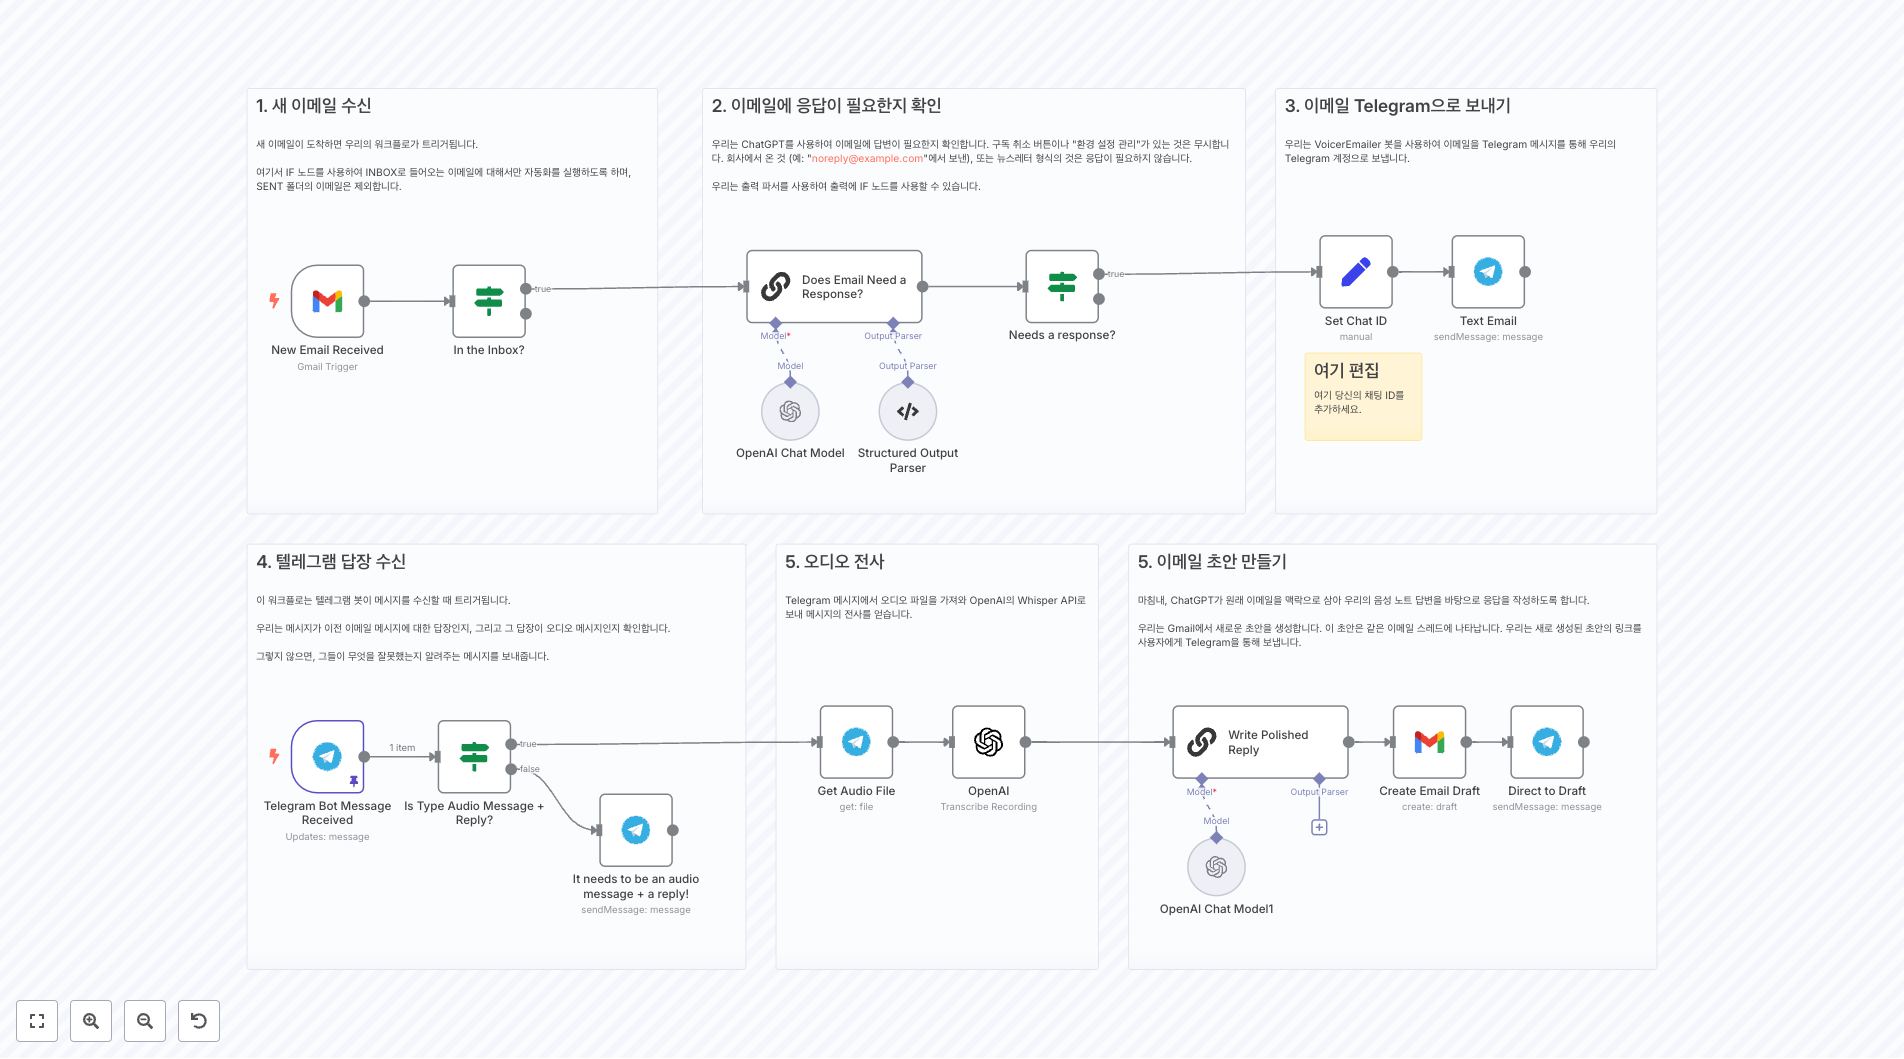 1. 새 이메일 수신
새 이메일이 도착하면 우리의 워크플로가 트리거됩니다.
여기서 IF 노드를 사용하여 INBOX로 들어오는 이메일에 대해서만 자동화를 실행하도록 하며,
SENT 폴더의 이메일은 제외합니다.
New Email Received
Gmail Trigger
true
In the Inbox?
2. 이메일에 응답이 필요한지 확인
우리는 ChatGPT를 사용하여 이메일에 답변이 필요한지 확인합니다. 구독 취소 버튼이나 "환경 설정 관리"가 있는 것은 무시합니
다. 회사에서 온 것 (예: "noreply@example.com"에서 보낸), 또는 뉴스레터 형식의 것은 응답이 필요하지 않습니다.
우리는 출력 파서를 사용하여 출력에 IF 노드를 사용할 수 있습니다.
Does Email Need a
Response?
Model*
Output Parser
Model
Output Parser
OpenAI Chat Model
Structured Output
Parser
true
Needs a response?
3. 이메일 Telegram으로 보내기
우리는 VoicerEmailer 봇을 사용하여 이메일을 Telegram 메시지를 통해 우리의
Telegram 계정으로 보냅니다.
Set Chat ID
manual
Text Email
sendMessage: message
여기 편집
여기 당신의 채팅 ID를
추가하세요.
4. 텔레그램 답장 수신
이 워크플로는 텔레그램 봇이 메시지를 수신할 때 트리거됩니다.
우리는 메시지가 이전 이메일 메시지에 대한 답장인지, 그리고 그 답장이 오디오 메시지인지 확인합니다.
그렇지 않으면, 그들이 무엇을 잘못했는지 알려주는 메시지를 보내줍니다.
1 item
true
false
Telegram Bot Message
Received
Updates: message
Is Type Audio Message +
Reply?
It needs to be an audio
message + a reply!
sendMessage: message
5. 오디오 전사
Telegram 메시지에서 오디오 파일을 가져와 OpenAI의 Whisper API로
보내 메시지의 전사를 얻습니다.
Get Audio File
get: file
OpenAI
Transcribe Recording
5. 이메일 초안 만들기
마침내, ChatGPT가 원래 이메일을 맥락으로 삼아 우리의 음성 노트 답변을 바탕으로 응답을 작성하도록 합니다.
우리는 Gmail에서 새로운 초안을 생성합니다. 이 초안은 같은 이메일 스레드에 나타납니다. 우리는 새로 생성된 초안의 링크를
사용자에게 Telegram을 통해 보냅니다.
Write Polished
Reply
Model*
Output Parser
Model
OpenAI Chat Model1
Create Email Draft
create: draft
Direct to Draft
sendMessage: message